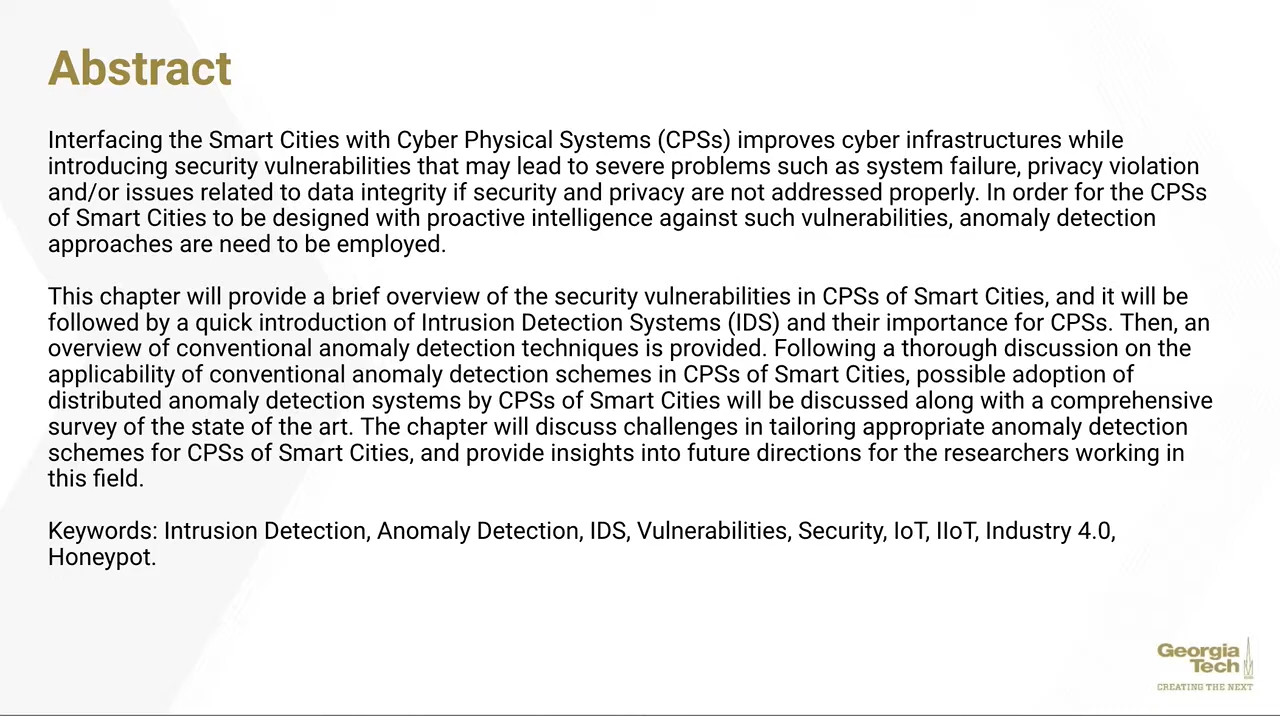 Abstract
Interfacing the Smart Cities with Cyber Physical Systems (CPSs) improves cyber infrastructures while
introducing security vulnerabilities that may lead to severe problems such as system failure, privacy violation
and/or issues related to data integrity if security and privacy are not addressed properly. In order for the CPSs
of Smart Cities to be designed with proactive intelligence against such vulnerabilities, anomaly detection
approaches are need to be employed.
This chapter will provide a brief overview of the security vulnerabilities in CPSs of Smart Cities, and it will be
followed by a quick introduction of Intrusion Detection Systems (IDS) and their importance for CPSs. Then, an
overview of conventional anomaly detection techniques is provided. Following a thorough discussion on the
applicability of conventional anomaly detection schemes in CPSs of Smart Cities, possible adoption of
distributed anomaly detection systems by CPSs of Smart Cities will be discussed along with a comprehensive
survey of the state of the art. The chapter will discuss challenges in tailoring appropriate anomaly detection
schemes for CPSs of Smart Cities, and provide insights into future directions for the researchers working in
this field.
Keywords: Intrusion Detection, Anomaly Detection, IDS, Vulnerabilities, Security, IoT, IIoT, Industry 4.0,
Honeypot.
Georgia
Tech
CREATING THE NEXT